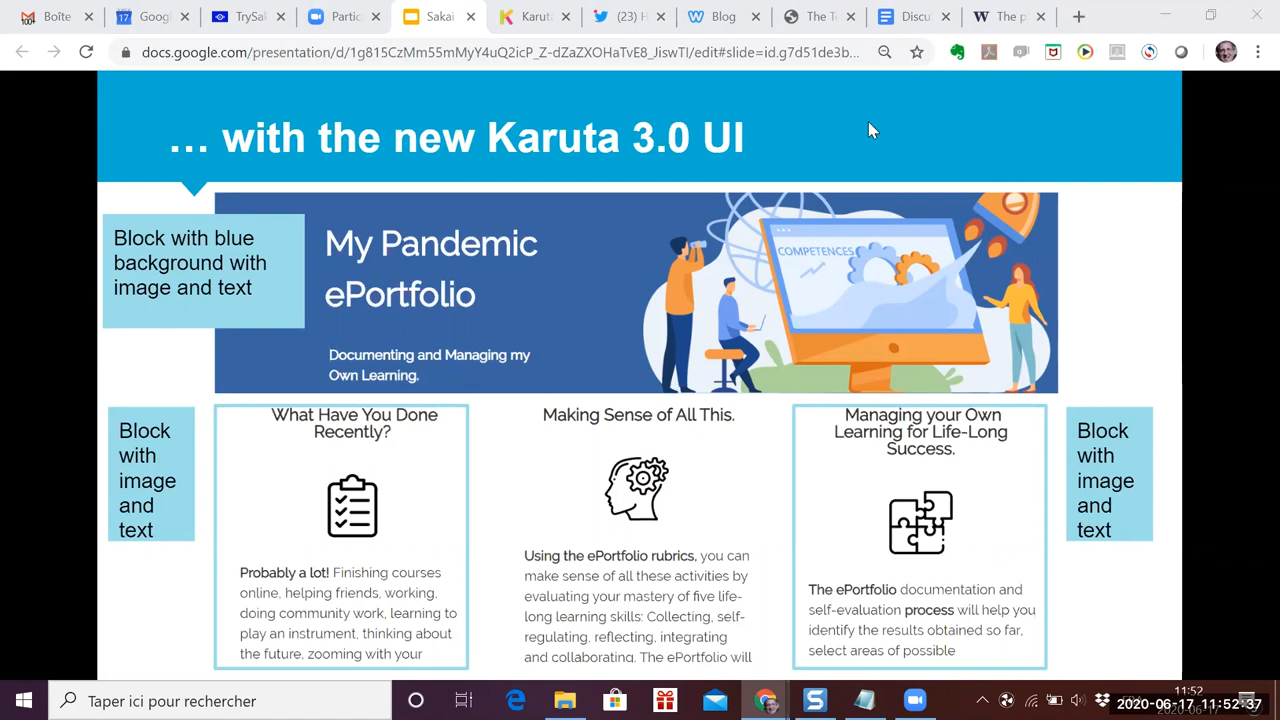 Boîte
Goog
TrySa
Partin
Sakai
Karuta
(3) H
Blog
The T
Discu
The p
docs.google.com/presentation/d/1g815CzMm55mMyY4uQ2icP_Z-dZaZXOHaTvE8_JiswTI/edit#slide=id.g7d51de3b...
... with the new Karuta 3.0 UI
Block with blue
background with
image and text
My Pandemic
ePortfolio
Documenting and Managing my
Own Learning.
COMPETENCES
Block
with
image
and
text
What Have You Done
Recently?
Probably a lot! Finishing courses
online, helping friends, working,
doing community work, learning to
play an instrument, thinking about
the future, zooming with your
Making Sense of All This.
Using the ePortfolio rubrics, you can
make sense of all these activities by
evaluating your mastery of five life-
long learning skills: Collecting, self-
regulating, reflecting, integrating
and collaborating. The ePortfolio will
Managing your Own
Learning for Life-Long
Success.
The ePortfolio documentation and
self-evaluation process will help you
identify the results obtained so far,
select areas of possible
Block
with
image
and
text
Taper ici pour rechercher
11:52
2020-06-17 11:52:37